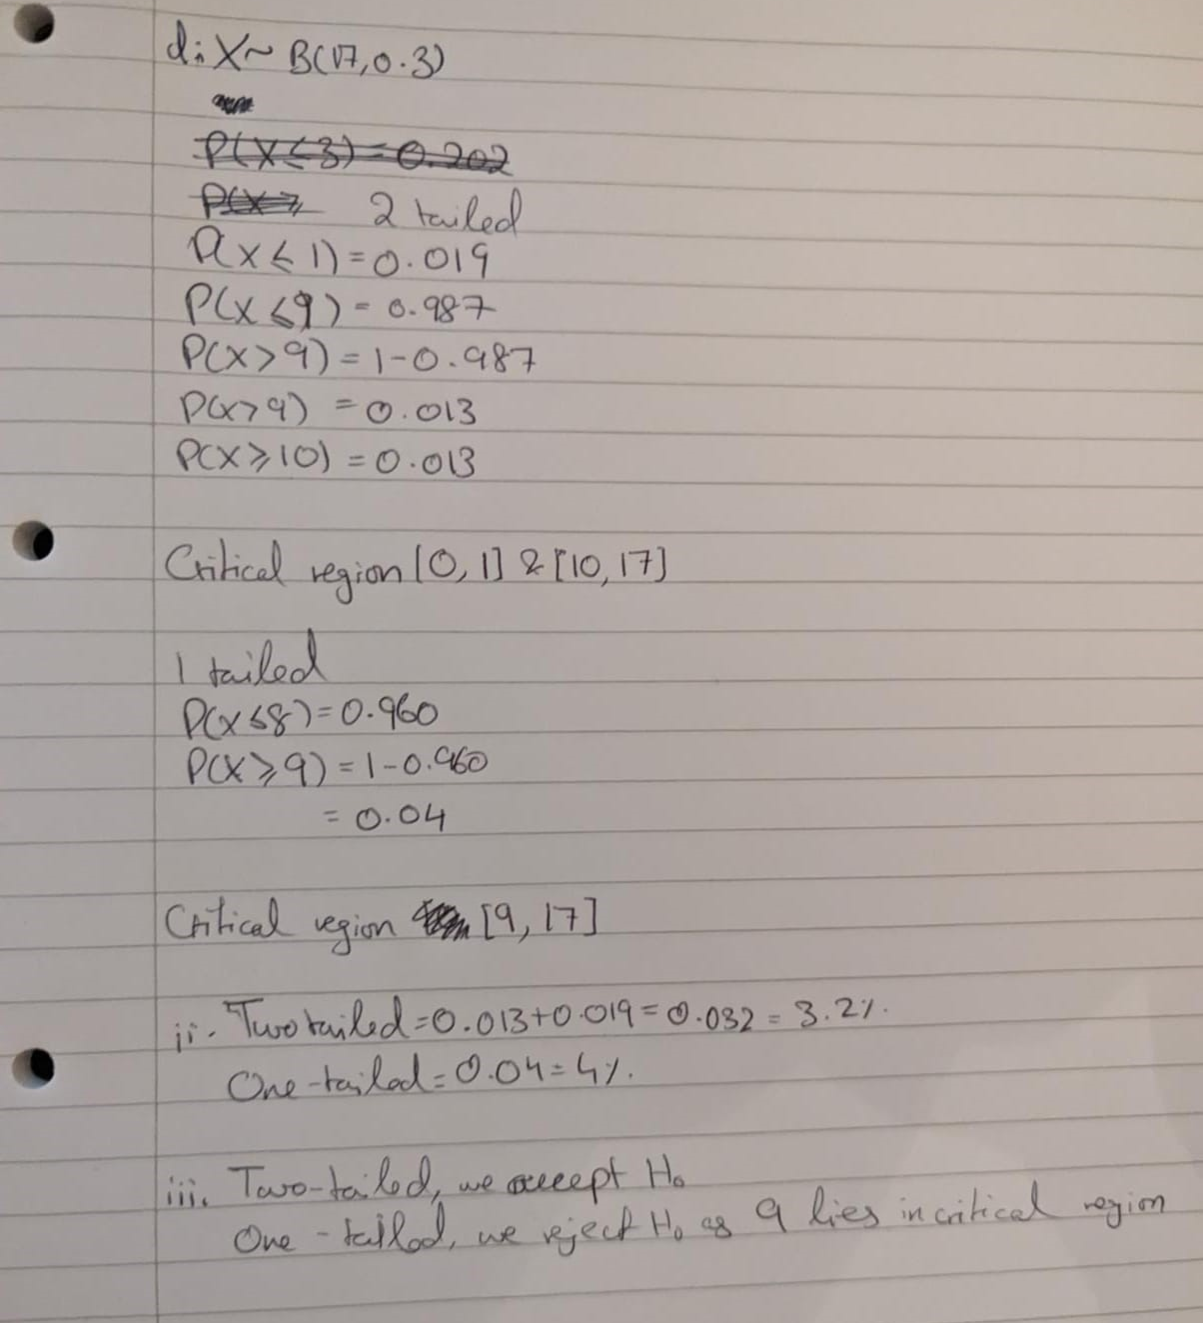 d:X~ B(17,0.3)
P(X≤3)=0.202
P(X≥ 2 tailed
P(X≤1)=0.019
P(X≤9)=0.987
P(X>9)=1-0.987
P(X>9) =0.013
P(X≥10)=0.013
Critical region [0,1] & [10,17]
1 tailed
P(X≤8)=0.960
P(X≥9)=1-0.960
= 0.04
Critical region [9,17]
ii. Two tailed=0.013+0.019=0.032=3.2%.
One-tailed=0.04=4%.
iii. Two-tailed, we accept H₀
One-tailed, we reject H₀ as 9 lies in critical region